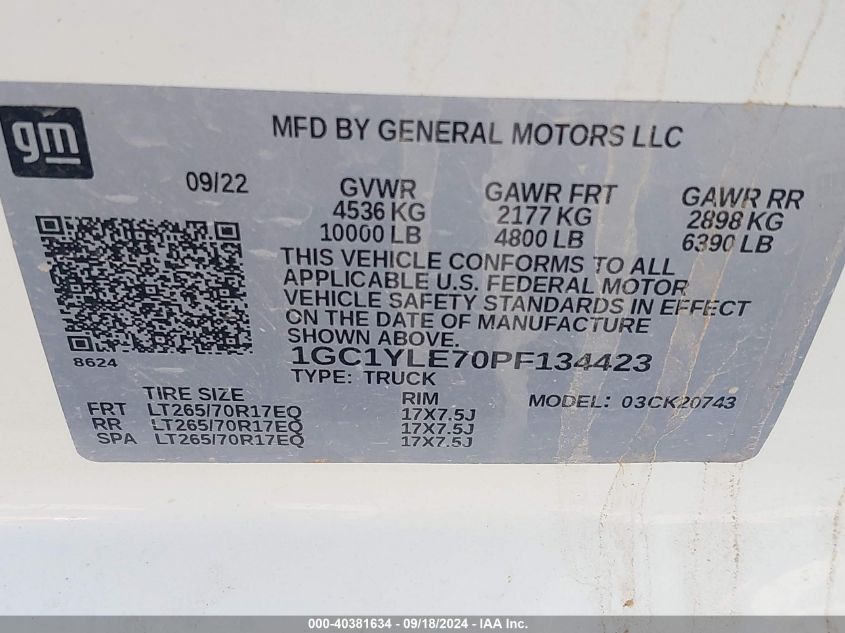 gm
MFD BY GENERAL MOTORS LLC
09/22
GVWR
4536 KG
10000 LB
GAWR FRT
2177 KG
4800 LB
GAWR RR
2898 KG
6390 LB
THIS VEHICLE CONFORMS TO ALL
APPLICABLE U.S. FEDERAL MOTOR
VEHICLE SAFETY STANDARDS IN EFFECT
ON THE DATE OF MANUFACTURE
SHOWN ABOVE.
8624
1GC1YLE70PF134423
TYPE: TRUCK
MODEL: 03CK20743
TIRE SIZE RIM
FRT LT265/70R17EQ 17X7.5J
RR LT265/70R17EQ 17X7.5J
SPA LT265/70R17EQ 17X7.5J
000-40381634 - 09/18/2024 - IAA Inc.